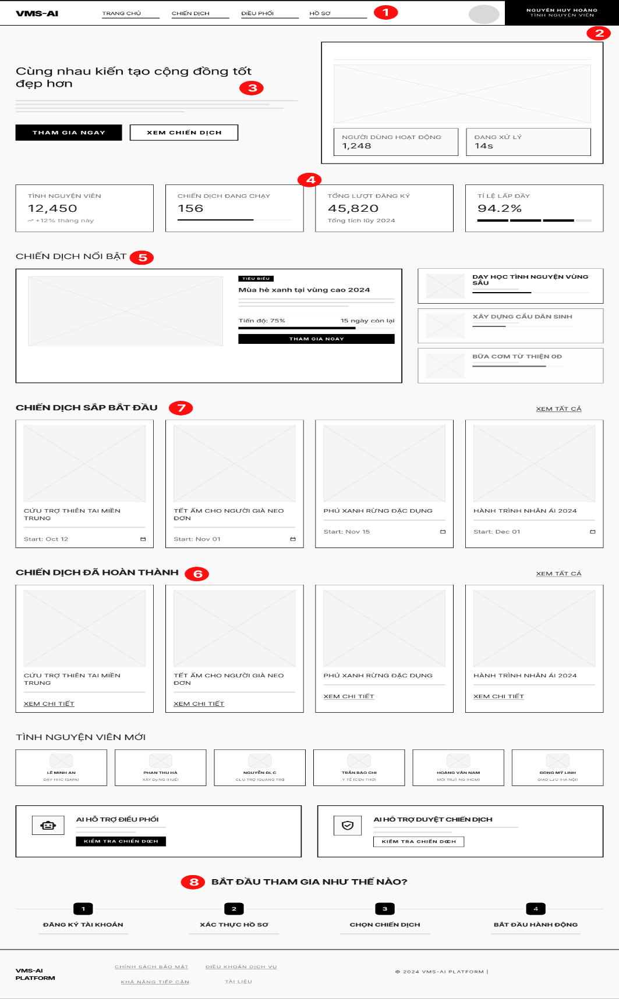 VMS-AI
TRANG CHỦ
CHIẾN DỊCH
ĐIỀU PHỐI
HỒ SƠ
1
NGUYỄN HUY HOÀNG
TÌNH NGUYỆN VIÊN
2
Cùng nhau kiến tạo cộng đồng tốt
đẹp hơn
3
THAM GIA NGAY
XEM CHIẾN DỊCH
NGƯỜI DÙNG HOẠT ĐỘNG
1,248
ĐANG XỬ LÝ
14s
4
TÌNH NGUYỆN VIÊN
12,450
+12% tháng này
CHIẾN DỊCH ĐANG CHẠY
156
TỔNG LƯỢT ĐĂNG KÝ
45,820
Tổng tích lũy 2024
TỈ LỆ LẤP ĐẦY
94.2%
CHIẾN DỊCH NỔI BẬT
5
TIÊU BIỂU
Mùa hè xanh tại vùng cao 2024
Tiến độ: 75%
15 ngày còn lại
THAM GIA NGAY
DẠY HỌC TÌNH NGUYỆN VÙNG
SÂU
XÂY DỰNG CẦU DÂN SINH
BỮA CƠM TỪ THIỆN 0Đ
CHIẾN DỊCH SẮP BẮT ĐẦU
7
XEM TẤT CẢ
CỨU TRỢ THIÊN TAI MIỀN
TRUNG
Start: Oct 12
TẾT ẤM CHO NGƯỜI GIÀ NEO
ĐƠN
Start: Nov 01
PHỦ XANH RỪNG ĐẶC DỤNG
Start: Nov 15
HÀNH TRÌNH NHÂN ÁI 2024
Start: Dec 01
CHIẾN DỊCH ĐÃ HOÀN THÀNH
6
XEM TẤT CẢ
CỨU TRỢ THIÊN TAI MIỀN
TRUNG
XEM CHI TIẾT
TẾT ẤM CHO NGƯỜI GIÀ NEO
ĐƠN
XEM CHI TIẾT
PHỦ XANH RỪNG ĐẶC DỤNG
XEM CHI TIẾT
HÀNH TRÌNH NHÂN ÁI 2024
XEM CHI TIẾT
TÌNH NGUYỆN VIÊN MỚI
LÊ MINH AN
DẠY (SAPA)
PHAN THU HÀ
XÂY (HUẾ)
NGUYỄN
TRỢ (QUẢNG
TRẦN BẢO CHI
Y TẾ
HOÀNG VĂN NAM
MÔI (HCM)
MỸ LINH
GIAO (HÀ NỘI)
AI HỖ TRỢ ĐIỀU PHỐI
KIỂM TRA CHIẾN
AI HỖ TRỢ DUYỆT CHIẾN DỊCH
KIỂM TRA CHIẾN
8
BẮT ĐẦU THAM GIA NHƯ THẾ NÀO?
1
ĐĂNG KÝ TÀI KHOẢN
2
XÁC THỰC HỒ SƠ
3
CHỌN CHIẾN DỊCH
4
BẮT ĐẦU HÀNH ĐỘNG
VMS-AI
PLATFORM
CHÍNH SÁCH BẢO MẬT
ĐIỀU KHOẢN DỊCH VỤ
KHẢ NĂNG TIẾP CẬN
TÀI LIỆU
© 2024 VMS-AI PLATFORM |